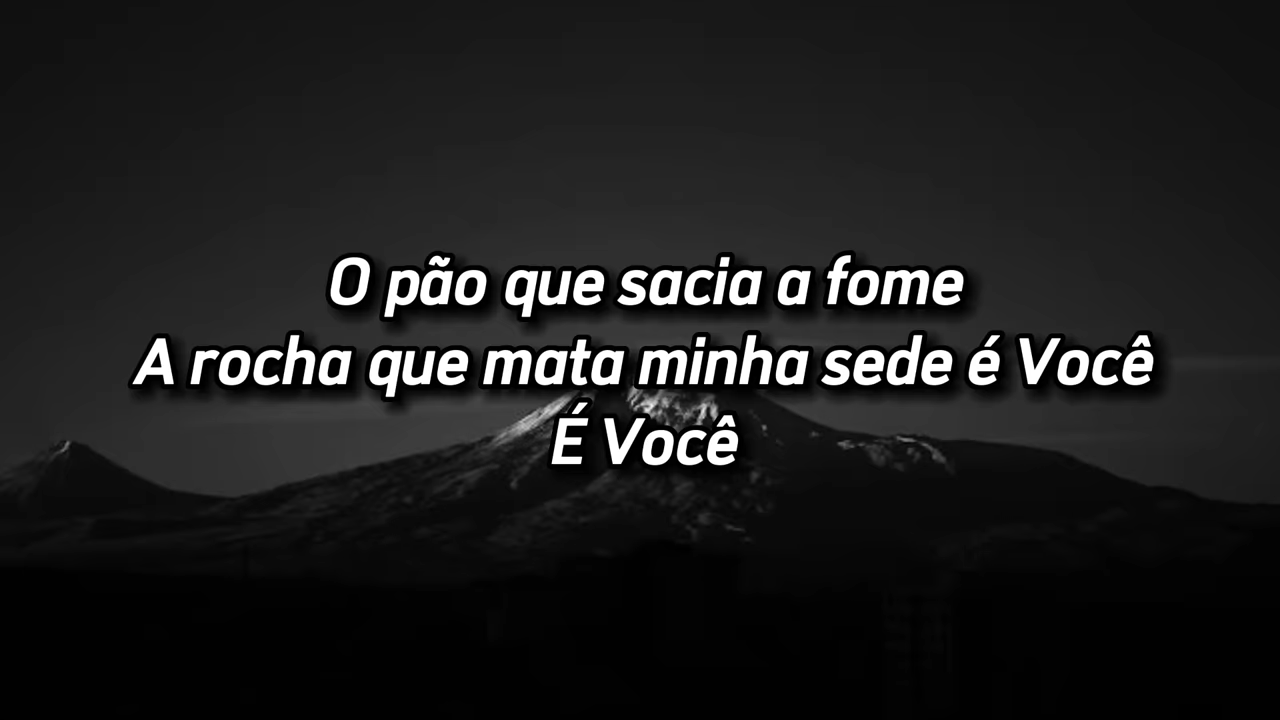 O pão que sacia a fome
A rocha que mata minha sede é Você
É Você